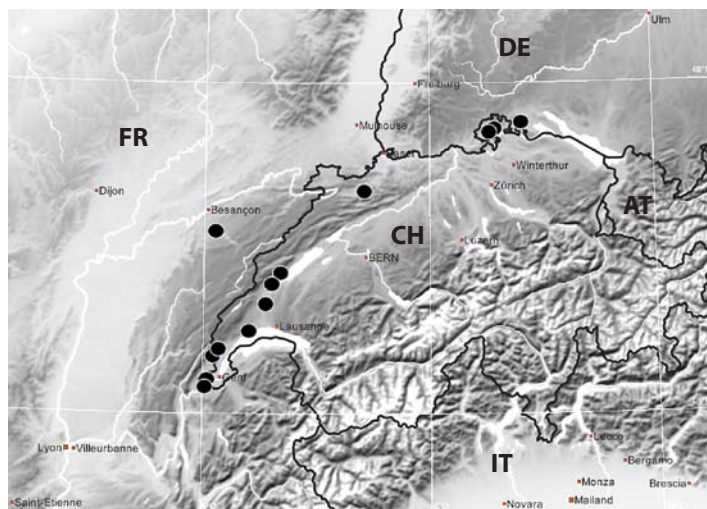 Ulm
DE
48°
Freiburg
FR
Mulhouse
Basel
Winterthur
Dijon
Zürich
AT
Besançon
CH
Luzern
BERN
Lausanne
Genf
Lyon
Villeurbanne
Lecco
IT
Bergamo
Monza
Brescia
Mailand
Saint-Etienne
Novara